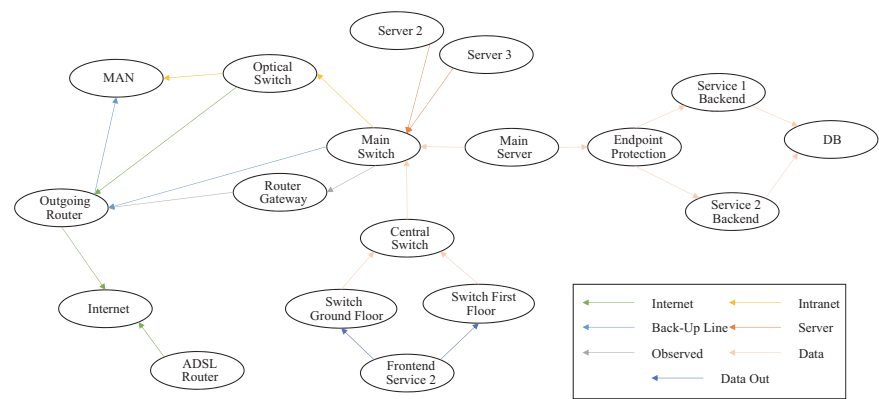 Server 2
Server 3
MAN
Optical
Switch
Service 1
Backend
Main
Switch
Main
Server
Endpoint
Protection
DB
Router
Gateway
Outgoing
Router
Service 2
Backend
Central
Switch
Internet
Switch
Ground Floor
Switch First
Floor
ADSL
Router
Frontend
Service 2
Internet
Intranet
Back-Up Line
Server
Observed
Data
Data Out